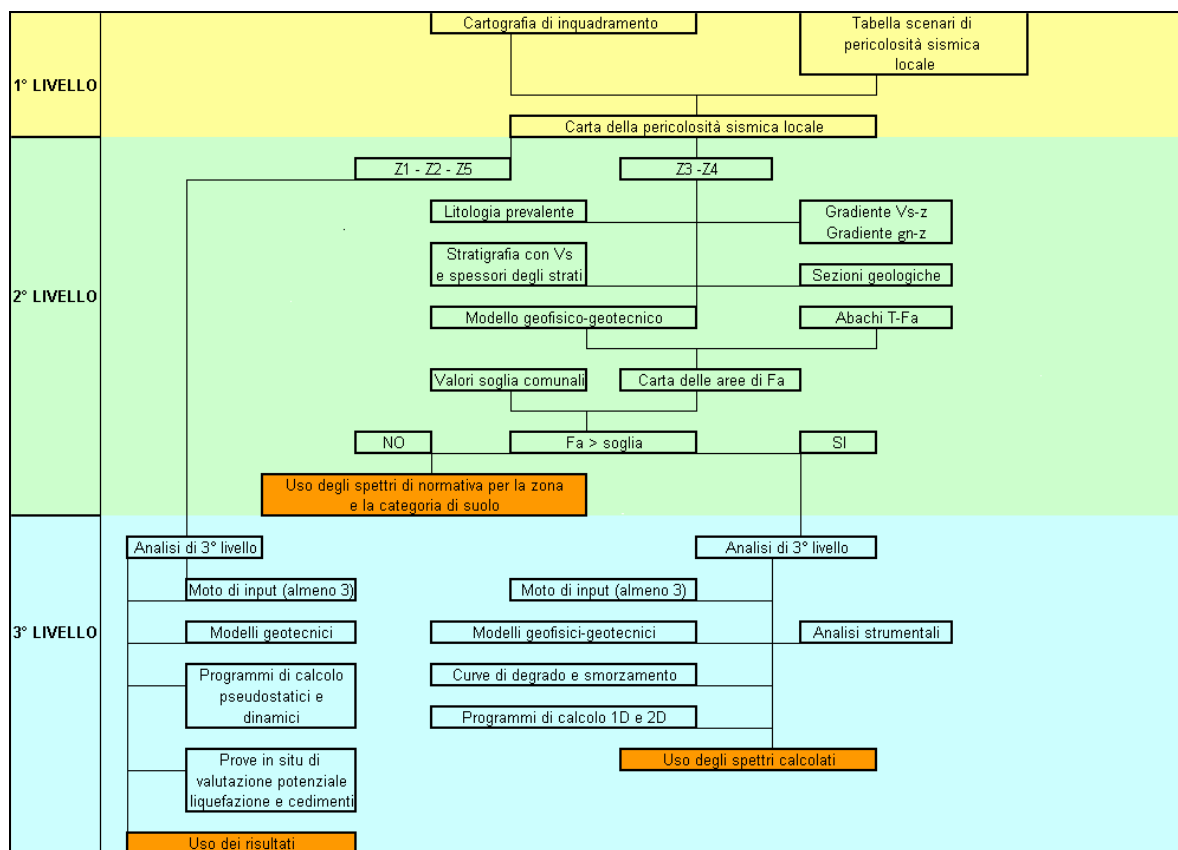 Cartografia di inquadramento
Tabella scenari di
pericolosità sismica
locale
1° LIVELLO
Carta della pericolosità sismica locale
Z1 - Z2 - Z5
Z3 -Z4
Litologia prevalente
Gradiente Vs-z
Gradiente gn-z
Stratigrafia con Vs
e spessori degli strati
Sezioni geologiche
2° LIVELLO
Modello geofisico-geotecnico
Abachi T-Fa
Valori soglia comunali
Carta delle aree di Fa
NO
Fa > soglia
SI
Uso degli spettri di normativa per la zona
e la categoria di suolo
Analisi di 3° livello
Analisi di 3° livello
Moto di input (almeno 3)
Moto di input (almeno 3)
3° LIVELLO
Modelli geotecnici
Modelli geofisici-geotecnici
Analisi strumentali
Programmi di calcolo
pseudostatici e
dinamici
Curve di degrado e smorzamento
Programmi di calcolo 1D e 2D
Prove in situ di
valutazione potenziale
liquefazione e cedimenti
Uso degli spettri calcolati
Uso dei risultati